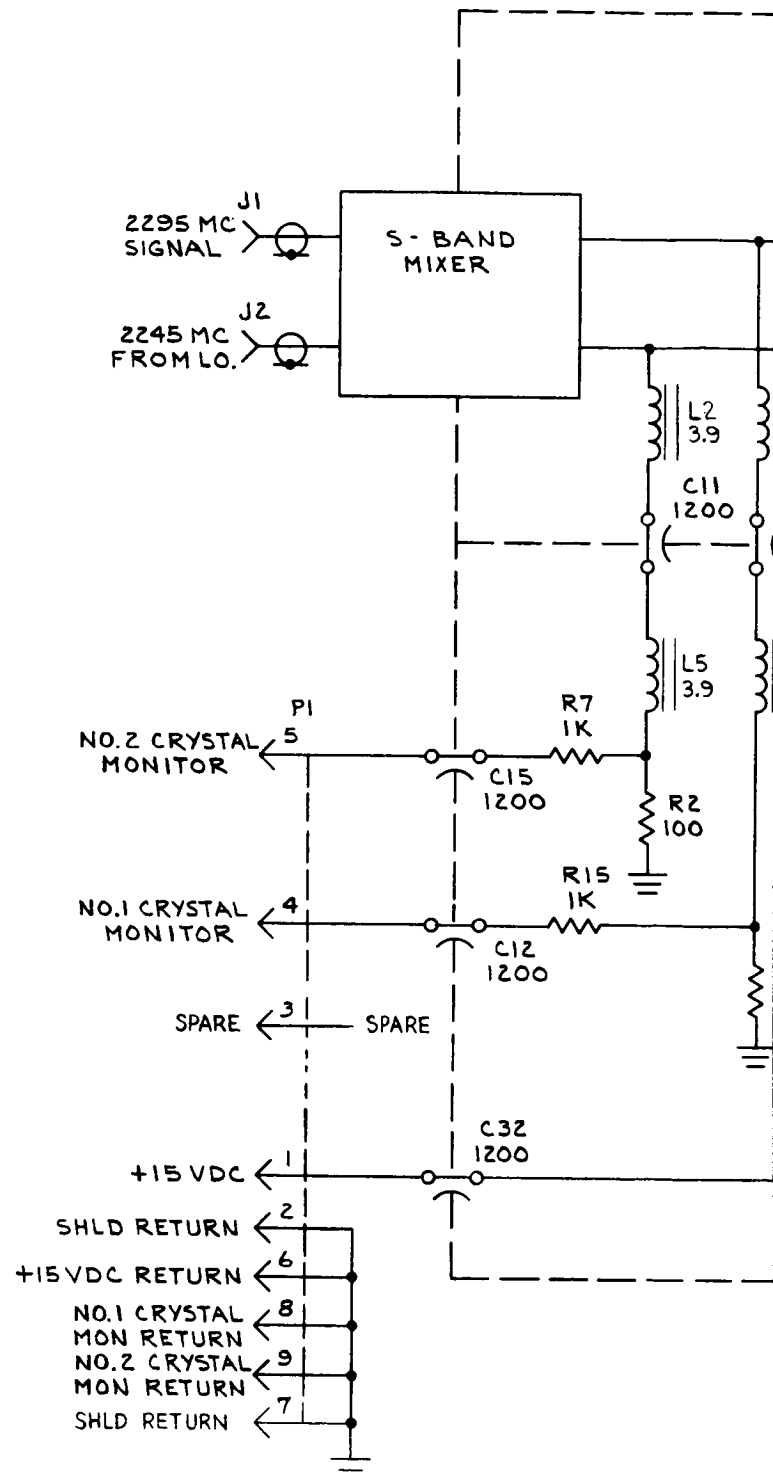 J1
2295 MC
SIGNAL
S - BAND
MIXER
J2
2245 MC
FROM LO.
L2
3.9
C11
1200
L5
3.9
P1
R7
1K
NO.2 CRYSTAL
MONITOR
5
C15
1200
R2
100
R15
1K
NO.1 CRYSTAL
MONITOR
4
C12
1200
SPARE
3
SPARE
C32
1200
+15 VDC
1
SHLD RETURN
2
+15 VDC RETURN
6
NO.1 CRYSTAL
MON RETURN
8
NO.2 CRYSTAL
MON RETURN
9
SHLD RETURN
7